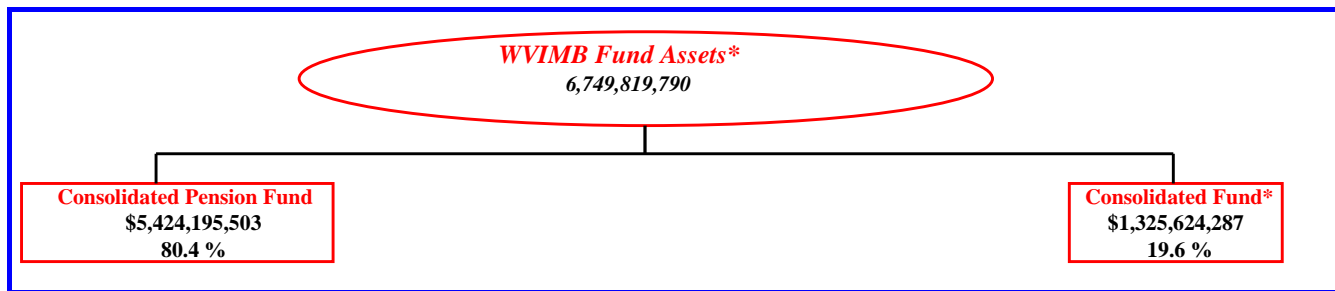 WVIMB Fund Assets*
6,749,819,790
Consolidated Pension Fund
$5,424,195,503
80.4 %
Consolidated Fund*
$1,325,624,287
19.6 %